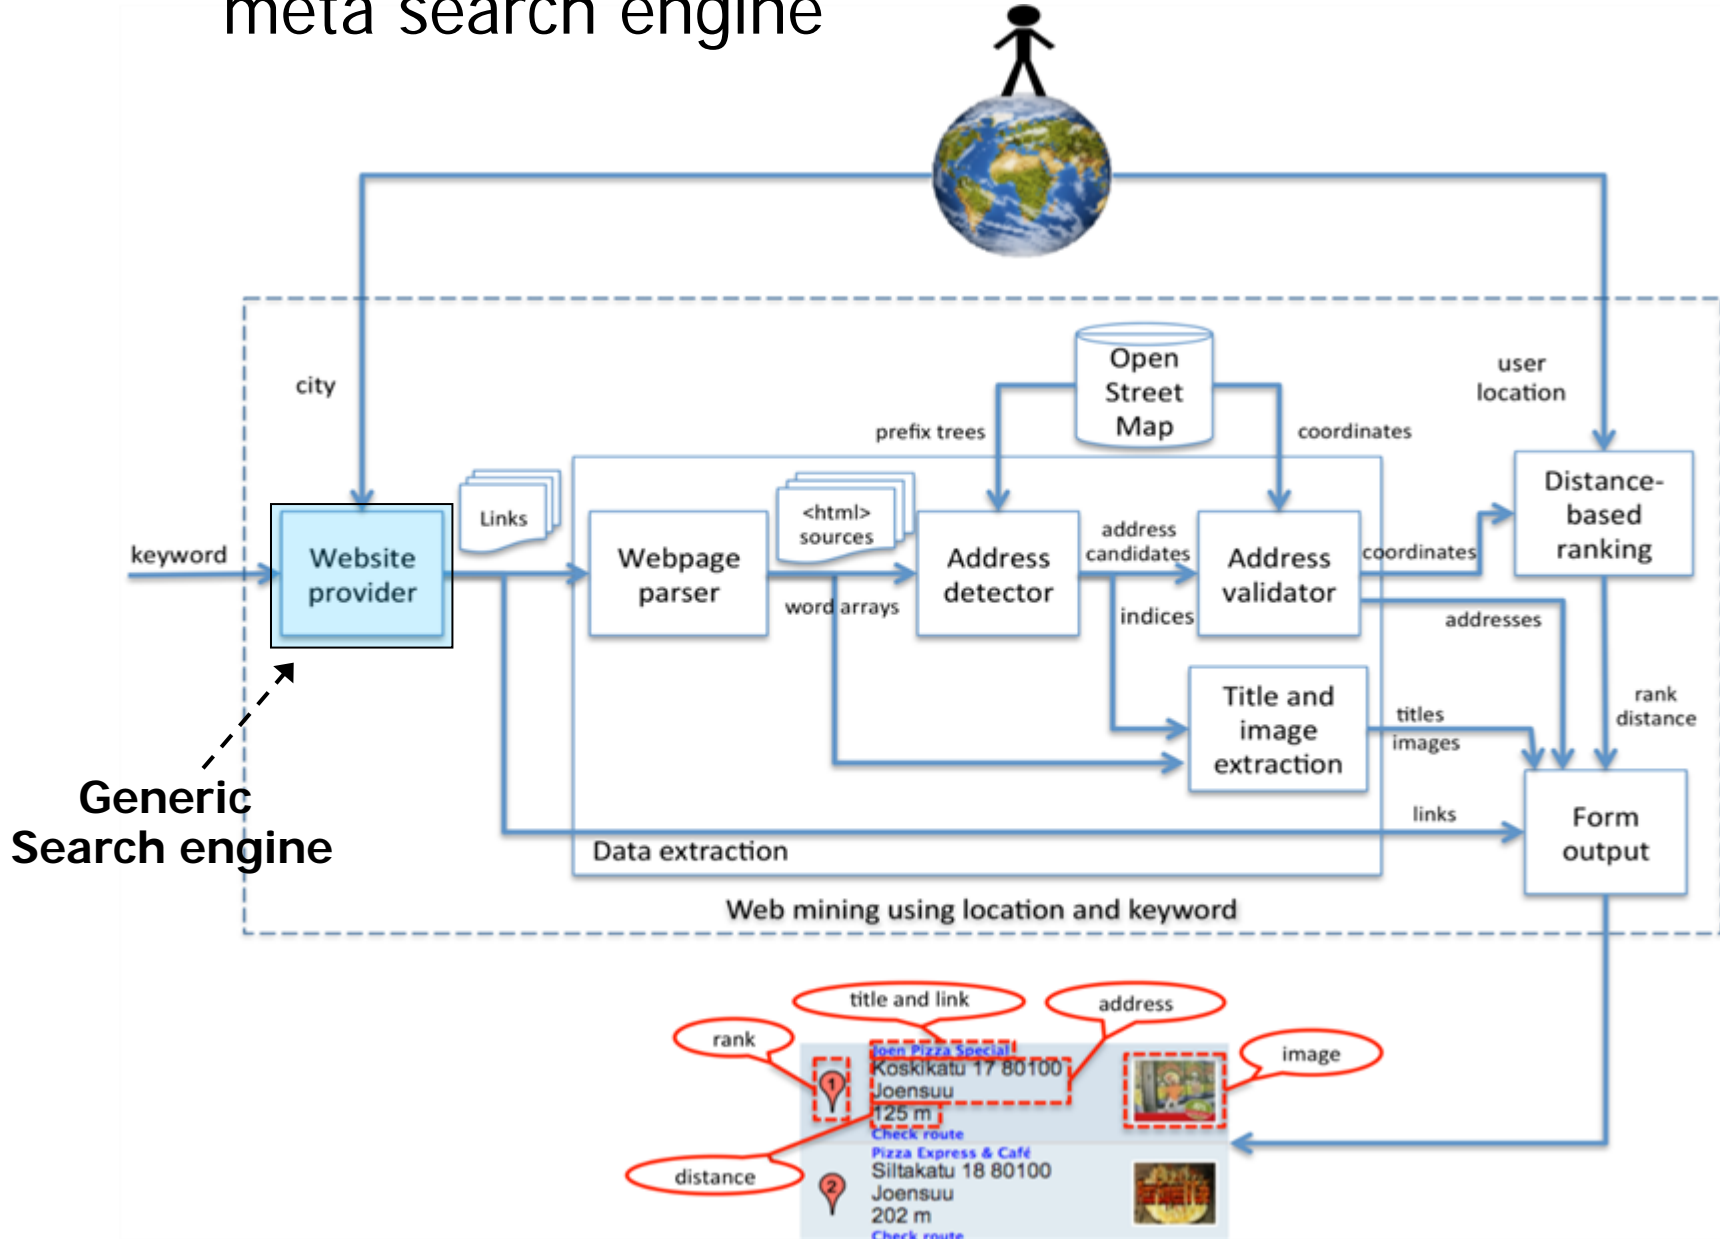 meta search engine
city
user
location
Open
Street
Map
prefix trees
coordinates
Distance-
based
ranking
keyword
Website
provider
Links
Webpage
parser
<html>
sources
word arrays
Address
detector
address
candidates
indices
Address
validator
coordinates
addresses
Title and
image
extraction
titles
images
rank
distance
links
Form
output
Generic
Search engine
Data extraction
Web mining using location and keyword
title and link
address
rank
image
distance
1
Joen Pizza Special
Koskikatu 17 80100
Joensuu
125 m
Check route
2
Pizza Express & Café
Siltakatu 18 80100
Joensuu
202 m
Check route